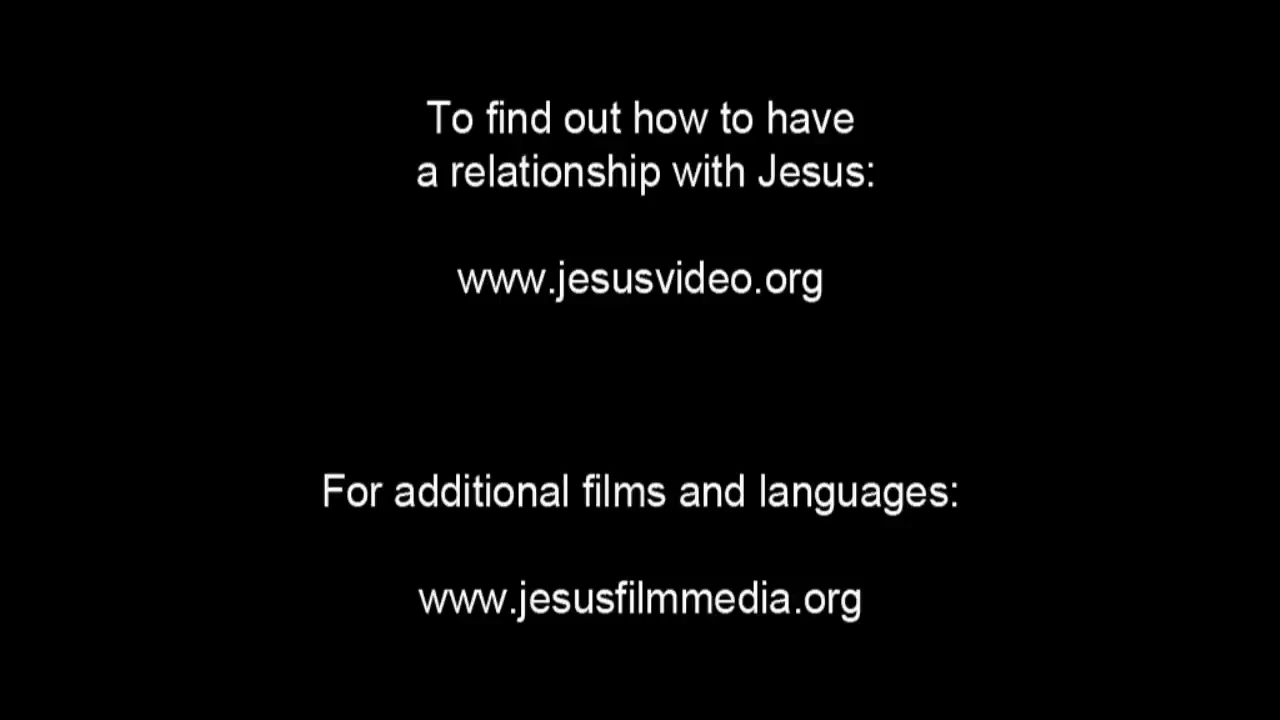 To find out how to have
a relationship with Jesus:
www.jesusvideo.org
For additional films and languages:
www.jesusfilmmedia.org